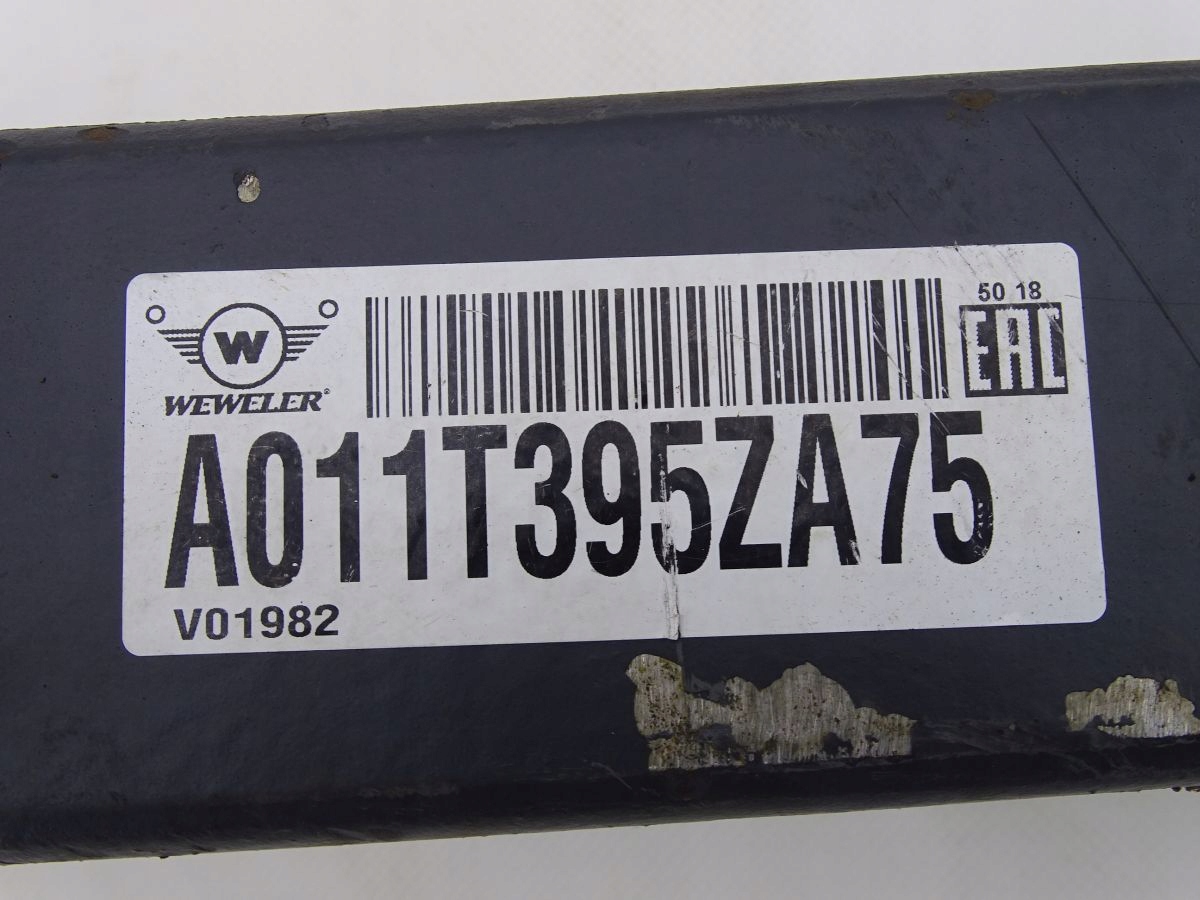 W
WEWELER®
50 18
EAC
A011T395ZA75
V01982